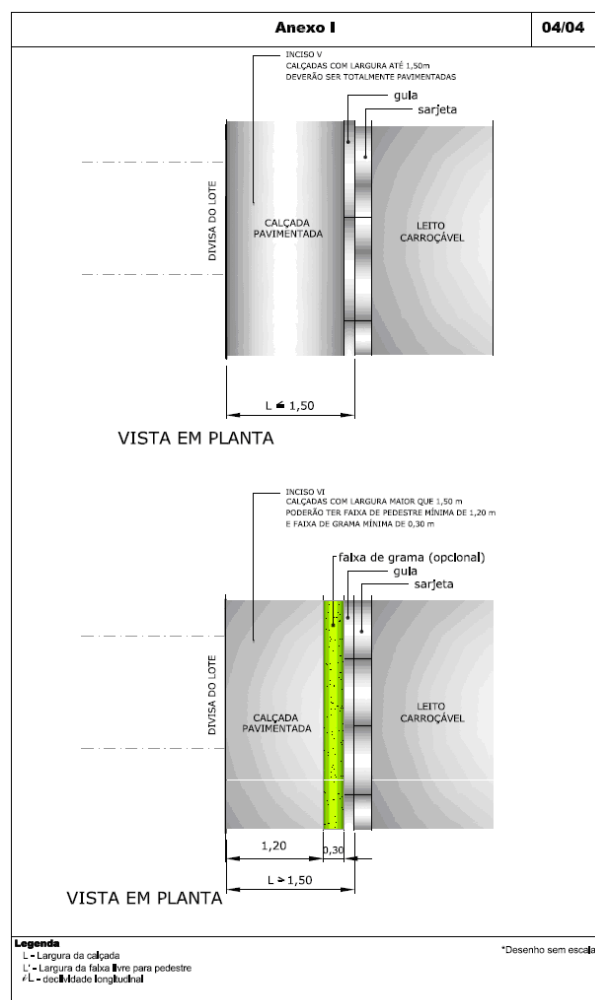 Anexo I
04/04
INCISO V
CALÇADAS COM LARGURA ATÉ 1,50m
DEVERÃO SER TOTALMENTE PAVIMENTADAS
guia
sarjeta
DIVISA DO LOTE
CALÇADA
PAVIMENTADA
LEITO
CARROÇÁVEL
L ≤ 1,50
VISTA EM PLANTA
INCISO VI
CALÇADAS COM LARGURA MAIOR QUE 1,50 m
PODERÃO TER FAIXA DE PEDESTRE MÍNIMA DE 1,20 m
E FAIXA DE GRAMA MÍNIMA DE 0,30 m
faixa de grama (opcional)
guia
sarjeta
DIVISA DO LOTE
CALÇADA
PAVIMENTADA
LEITO
CARROÇÁVEL
1,20
0,30
L > 1,50
VISTA EM PLANTA
Legenda
L - Largura da calçada
L' - Largura da faixa livre para pedestre
iL - declividade longitudinal
*Desenho sem escala